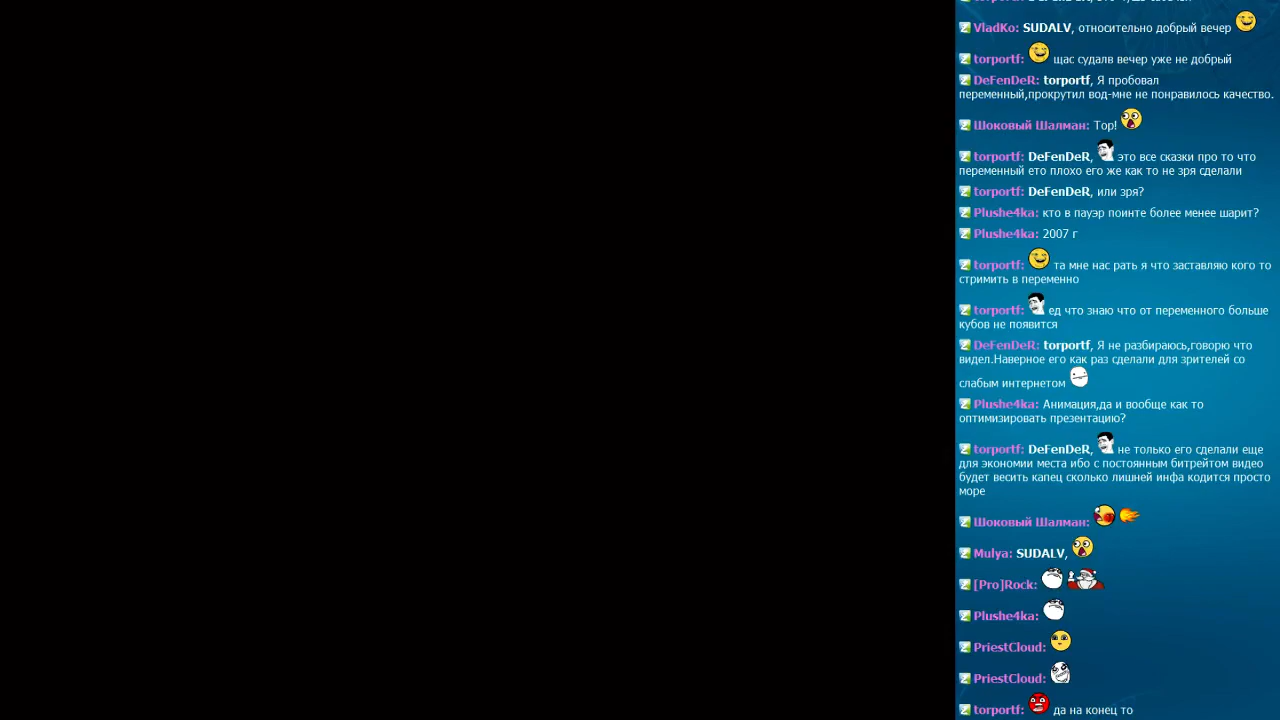 VladKo: SUDALV, относительно добрый вечер
torportf: щас судалв вечер уже не добрый
DeFenDeR: torportf, Я пробовал
переменный,прокрутил вод-мне не понравилось качество.
Шоковый Шалман: Тор!
torportf: DeFenDeR, это все сказки про то что
переменный ето плохо его же как то не зря сделали
torportf: DeFenDeR, или зря?
Plushe4ka: кто в пауэр поинте более менее шарит?
Plushe4ka: 2007 г
torportf: та мне нас рать я что заставляю кого то
стримить в переменно
torportf: ед что знаю что от переменного больше
кубов не появится
DeFenDeR: torportf, Я не разбираюсь,говорю что
видел.Наверное его как раз сделали для зрителей со
слабым интернетом
Plushe4ka: Анимация,да и вообще как то
оптимизировать презентацию?
torportf: DeFenDeR, не только его сделали еще
для экономии места ибо с постоянным битрейтом видео
будет весить капец сколько лишней инфа кодится просто
море
Шоковый Шалман:
Mulya: SUDALV,
[Pro]Rock:
Plushe4ka:
PriestCloud:
PriestCloud:
torportf: да на конец то